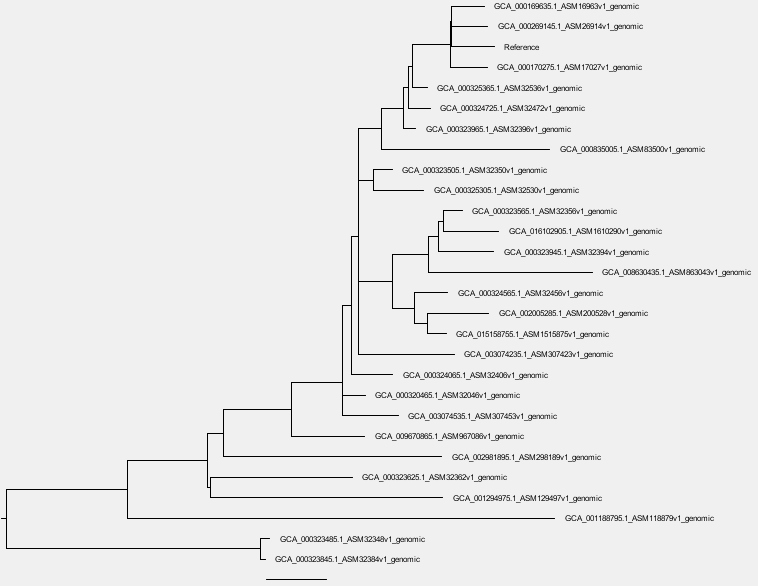 GCA_000169635.1_ASM16963v1_genomic
GCA_000269145.1_ASM26914v1_genomic
Reference
GCA_000170275.1_ASM17027v1_genomic
GCA_000325365.1_ASM32536v1_genomic
GCA_000324725.1_ASM32472v1_genomic
GCA_000323965.1_ASM32396v1_genomic
GCA_000835005.1_ASM83500v1_genomic
GCA_000323505.1_ASM32350v1_genomic
GCA_000325305.1_ASM32530v1_genomic
GCA_000323565.1_ASM32356v1_genomic
GCA_016102905.1_ASM1610290v1_genomic
GCA_000323945.1_ASM32394v1_genomic
GCA_008630435.1_ASM863043v1_genomic
GCA_000324565.1_ASM32456v1_genomic
GCA_002005285.1_ASM200528v1_genomic
GCA_015158755.1_ASM1515875v1_genomic
GCA_003074235.1_ASM307423v1_genomic
GCA_000324065.1_ASM32406v1_genomic
GCA_000320465.1_ASM32046v1_genomic
GCA_003074535.1_ASM307453v1_genomic
GCA_009670865.1_ASM967086v1_genomic
GCA_002981895.1_ASM298189v1_genomic
GCA_000323625.1_ASM32362v1_genomic
GCA_001294975.1_ASM129497v1_genomic
GCA_001188795.1_ASM118879v1_genomic
GCA_000323485.1_ASM32348v1_genomic
GCA_000323845.1_ASM32384v1_genomic